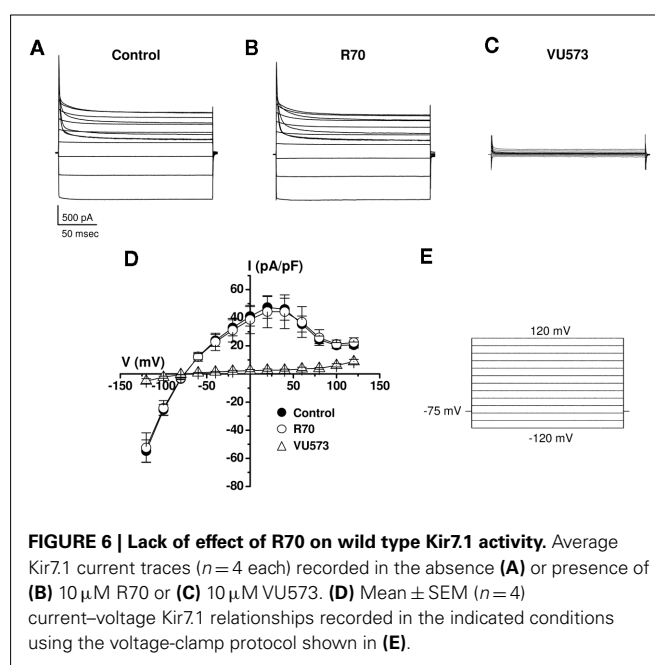 A
Control
B
R70
C
VU573
500 pA
50 msec
D
I (pA/pF)
60
40
20
V (mV)
-150
-100
-50
50
100
150
-20
-40
-60
-80
Control
R70
VU573
E
120 mV
-75 mV
-120 mV
FIGURE 6 | Lack of effect of R70 on wild type Kir7.1 activity. Average
Kir7.1 current traces (n = 4 each) recorded in the absence (A) or presence of
(B) 10 μM R70 or (C) 10 μM VU573. (D) Mean ± SEM (n = 4)
current–voltage Kir7.1 relationships recorded in the indicated conditions
using the voltage-clamp protocol shown in (E).